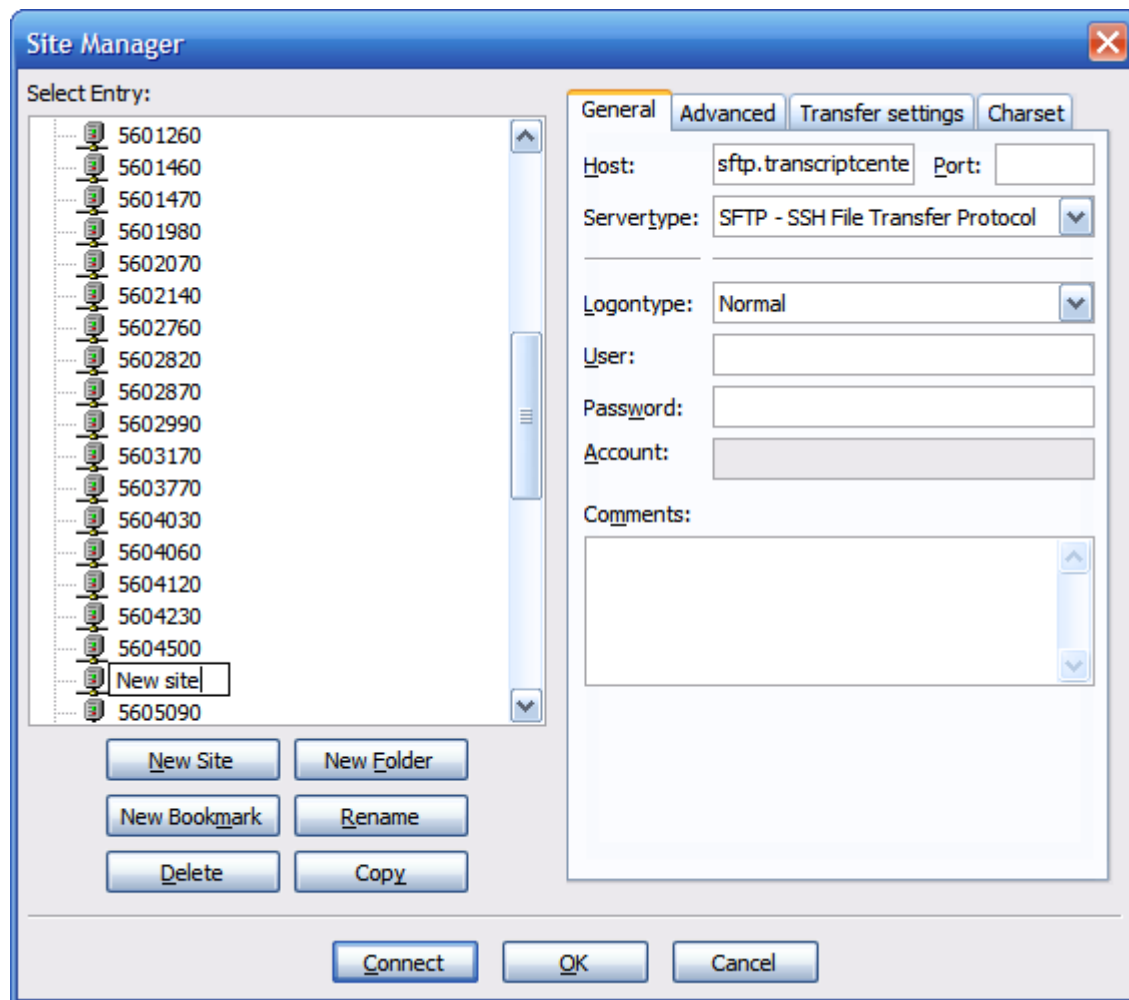 Site Manager
Select Entry:
5601260
5601460
5601470
5601980
5602070
5602140
5602760
5602820
5602870
5602990
5603170
5603770
5604030
5604060
5604120
5604230
5604500
New site
5605090
New Site
New Folder
New Bookmark
Rename
Delete
Copy
General
Advanced
Transfer settings
Charset
Host: sftp.transcriptcente Port:
Servertype: SFTP - SSH File Transfer Protocol
Logontype: Normal
User:
Password:
Account:
Comments:
Connect
OK
Cancel